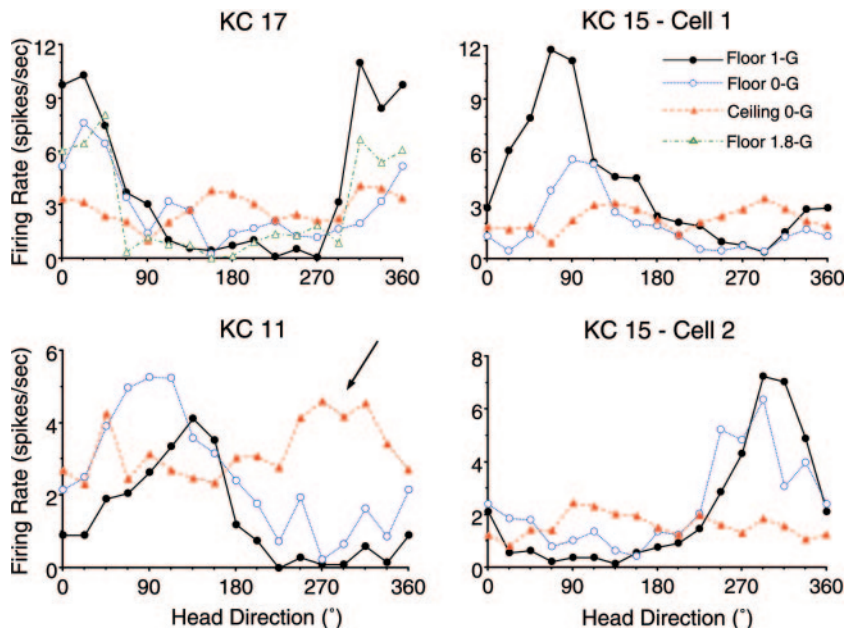 KC 17
KC 15 - Cell 1
Firing Rate (spikes/sec)
12
9
6
3
0
0 90 180 270 360
12
9
6
3
0
0 90 180 270 360
Floor 1-G
Floor 0-G
Ceiling 0-G
Floor 1.8-G
KC 11
KC 15 - Cell 2
Firing Rate (spikes/sec)
6
4
2
0
0 90 180 270 360
Head Direction (°)
8
6
4
2
0
0 90 180 270 360
Head Direction (°)